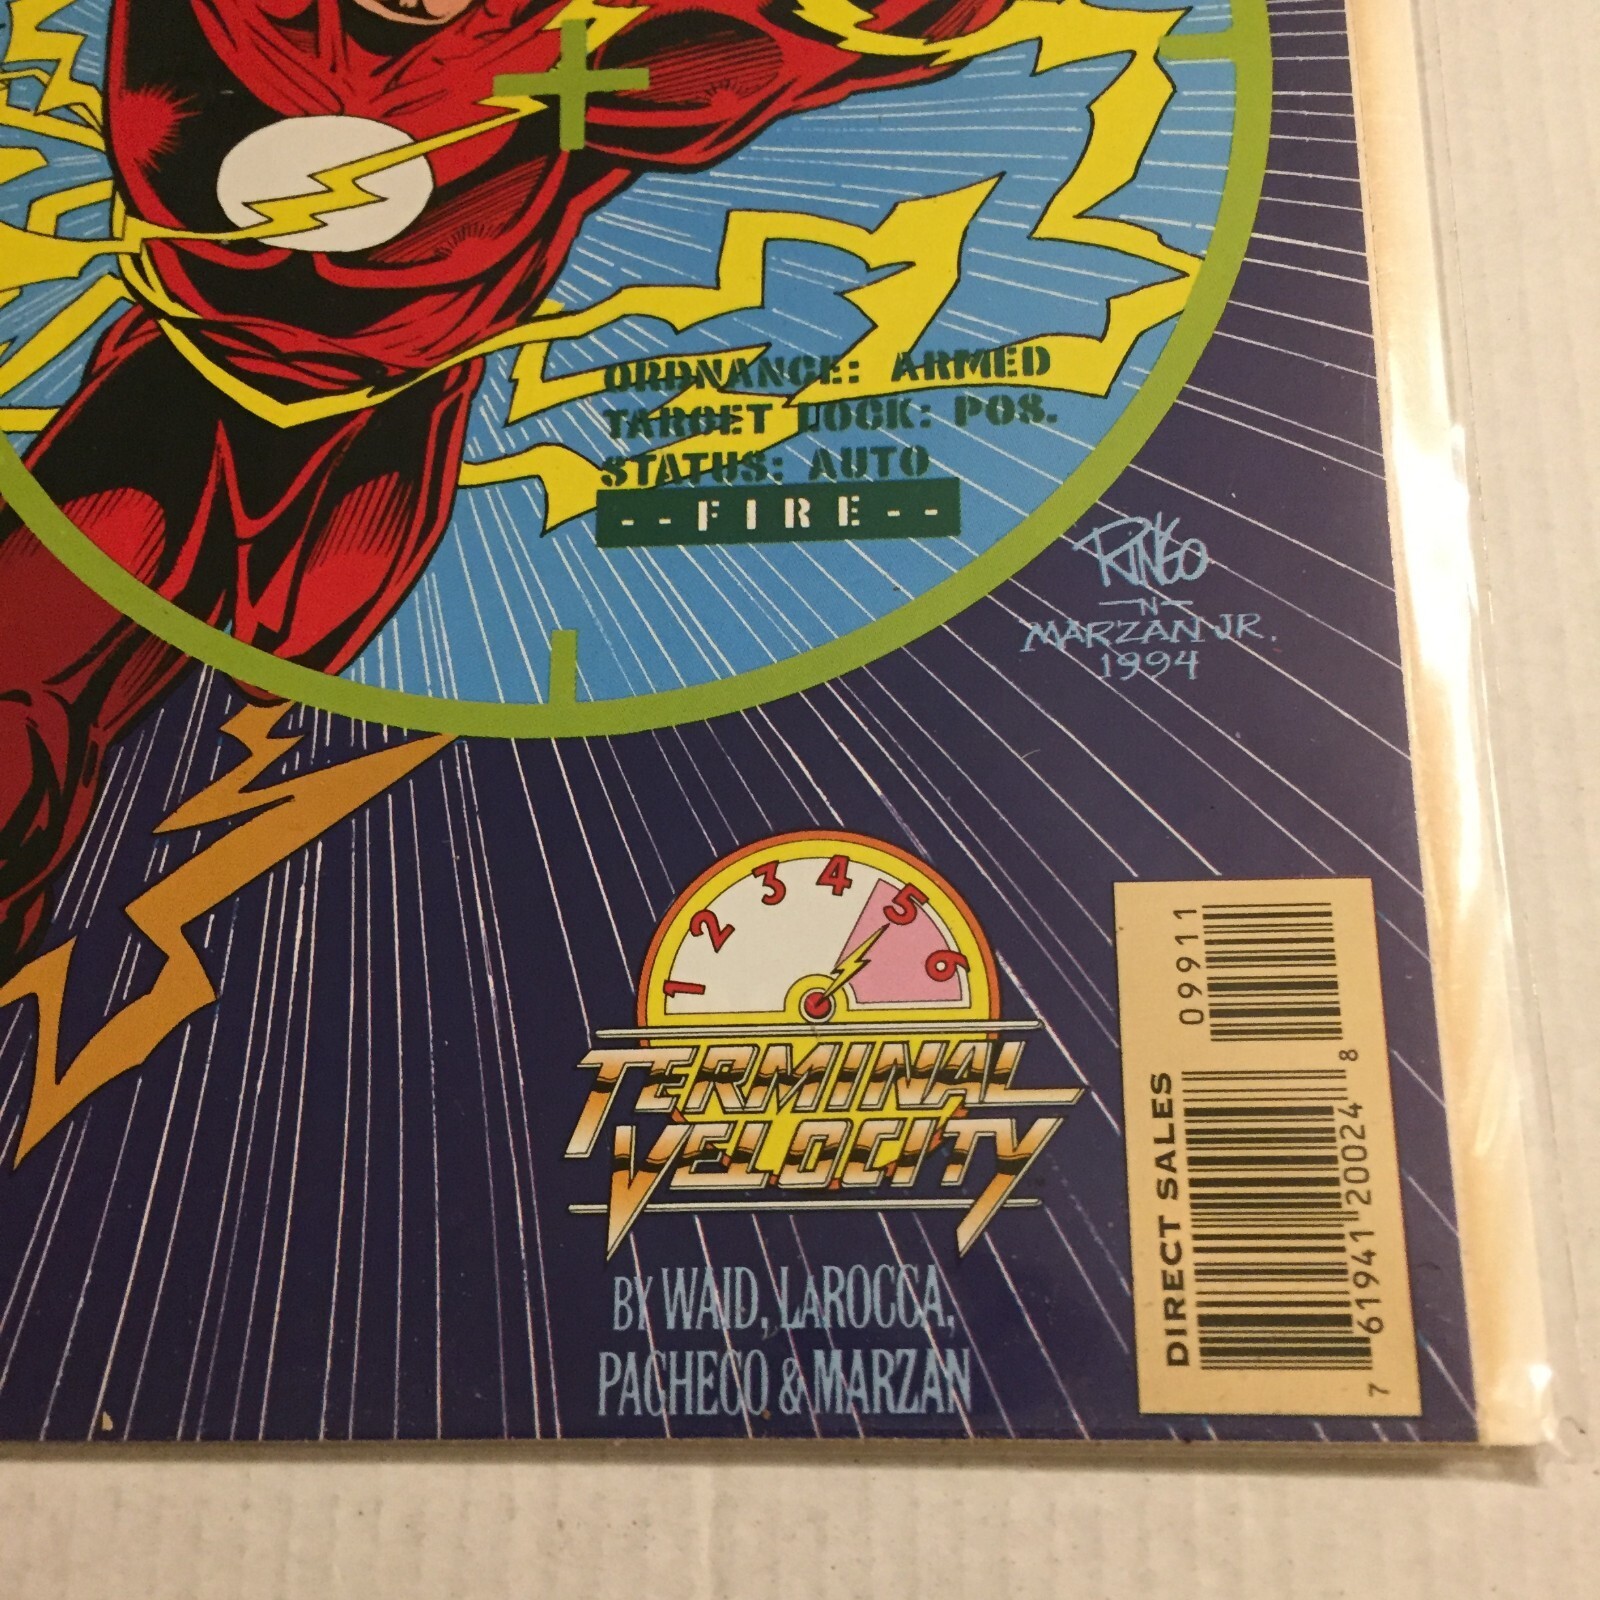 ORDNANCE: ARMED
TARGET LOCK: POS.
STATUS: AUTO
--FIRE--
RINGO
-N-
MARZAN JR.
1994
1 2 3 4 5 6
TERMINAL
VELOCITY™
BY WAID, LaROCCA,
PACHECO & MARZAN
DIRECT SALES
09911
7 61941 20024 8